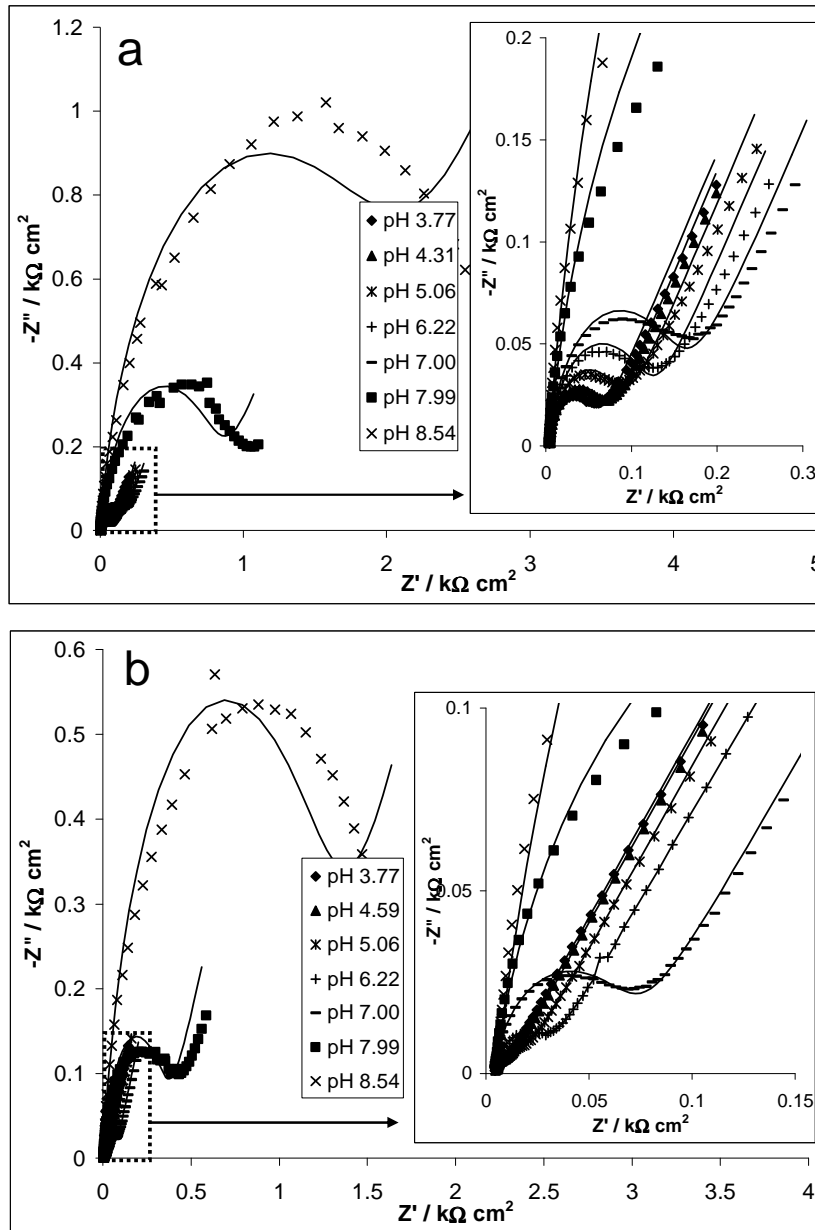 a
1.2
1
0.8
0.6
0.4
0.2
0
0
1
2
3
4
5
-Z'' / kΩ cm²
Z' / kΩ cm²
pH 3.77
pH 4.31
pH 5.06
pH 6.22
pH 7.00
pH 7.99
pH 8.54
0.2
0.15
0.1
0.05
0
0
0.1
0.2
0.3
-Z'' / kΩ cm²
Z' / kΩ cm²
b
0.6
0.5
0.4
0.3
0.2
0.1
0
0
0.5
1
1.5
2
2.5
3
3.5
4
-Z'' / kΩ cm²
Z' / kΩ cm²
pH 3.77
pH 4.59
pH 5.06
pH 6.22
pH 7.00
pH 7.99
pH 8.54
0.1
0.05
0
0
0.05
0.1
0.15
-Z'' / kΩ cm²
Z' / kΩ cm²